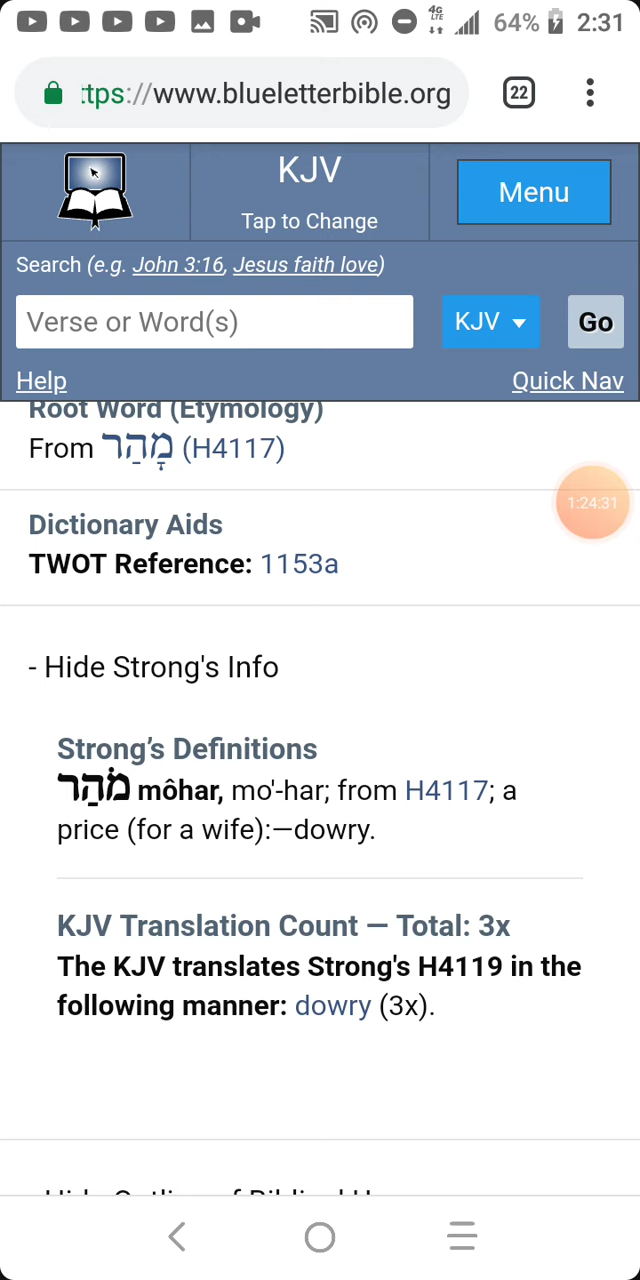 4G
LTE
64%
2:31
ttps://www.blueletterbible.org
22
KJV
Tap to Change
Menu
Search (e.g. John 3:16, Jesus faith love)
Verse or Word(s)
KJV
Go
Help
Quick Nav
Root Word (Etymology)
From מָהַר (H4117)
1:24:31
Dictionary Aids
TWOT Reference: 1153a
- Hide Strong's Info
Strong’s Definitions
מֹהַר môhar, mo'-har; from H4117; a
price (for a wife):—dowry.
KJV Translation Count — Total: 3x
The KJV translates Strong's H4119 in the
following manner: dowry (3x).